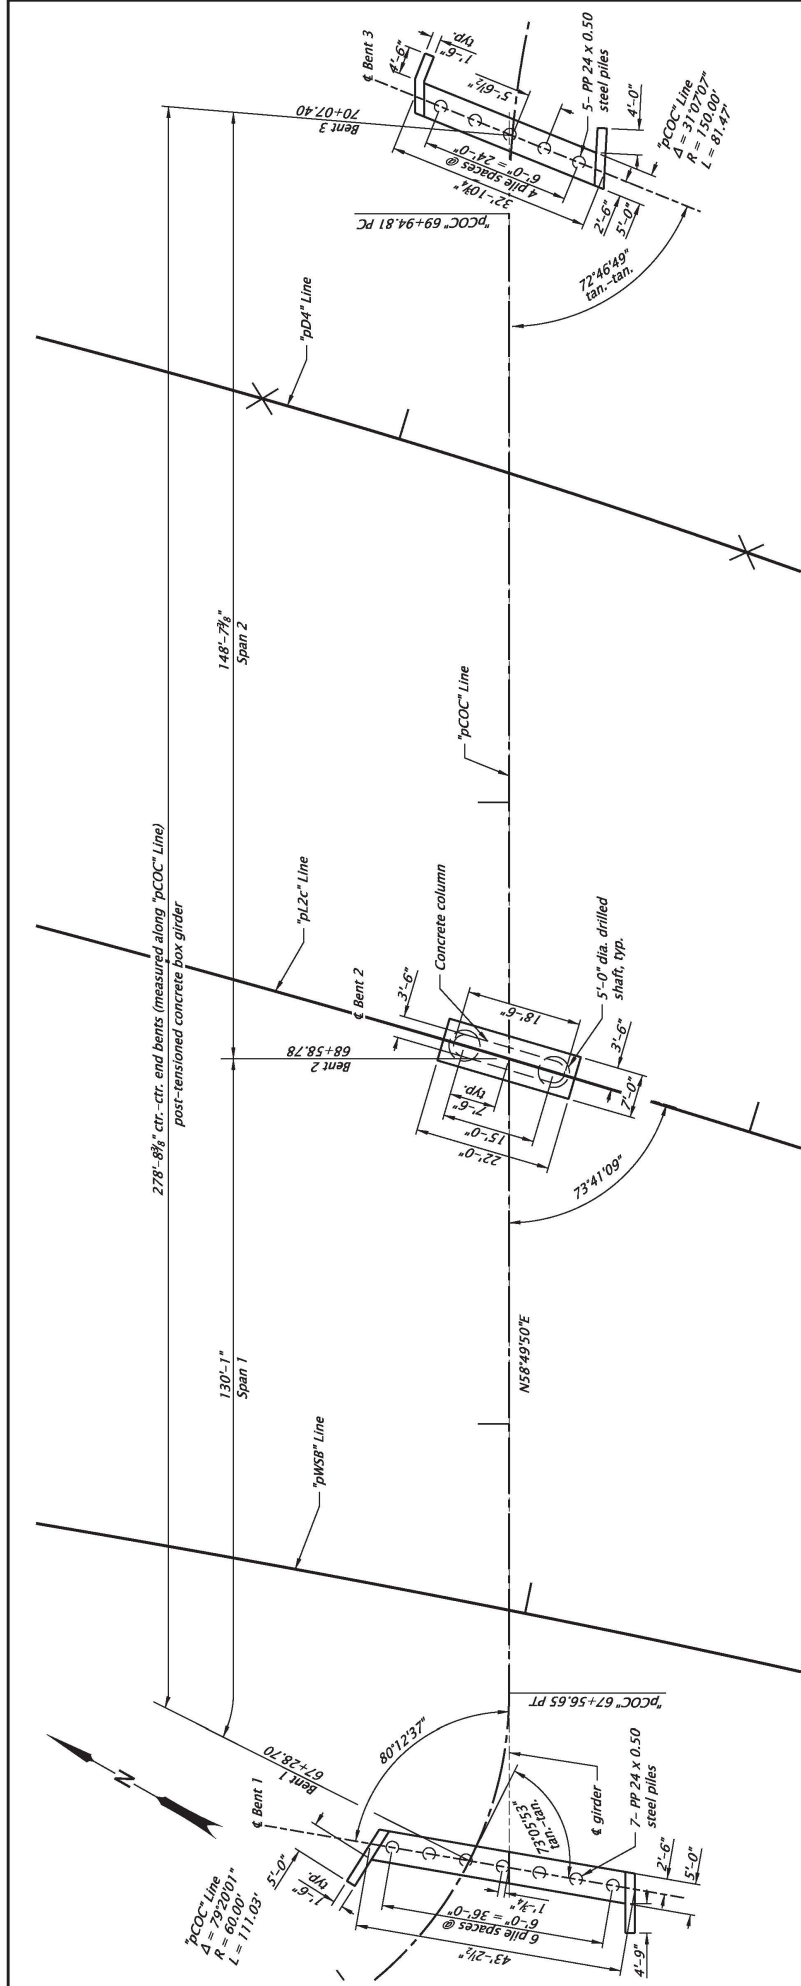 278'-8⅜" ctr.-ctr. end bents (measured along "pCOC" Line)
post-tensioned concrete box girder
130'-1"
Span 1
148'-7⅞"
Span 2
N
"pCOC" Line
Δ = 79°20'01"
R = 60.00'
L = 111.03'
℄ Bent 1
Bent 1
67+28.70
5'-0"
1'-6"
typ.
80°12'37"
73°05'53"
tan.-tan.
℄ girder
7- PP 24 x 0.50
steel piles
6 pile spaces @
6'-0" = 36'-0"
43'-2½"
1'-¾"
2'-6"
5'-0"
4'-9"
"pCOC" 67+56.65 PT
"pWSB" Line
N58°49'50"E
"pL2c" Line
℄ Bent 2
Bent 2
68+58.78
3'-6"
Concrete column
18'-6"
7'-6"
typ.
15'-0"
22'-0"
5'-0" dia. drilled
shaft, typ.
3'-6"
7'-0"
73°41'09"
"pCOC" Line
"pD4" Line
"pCOC" 69+94.81 PC
Bent 3
70+07.40
℄ Bent 3
4'-6"
1'-6"
typ.
5'-6½"
5- PP 24 x 0.50
steel piles
4 pile spaces @
6'-0" = 24'-0"
32'-10¾"
4'-0"
2'-6"
5'-0"
72°46'49"
tan.-tan.
"pCOC" Line
Δ = 31°07'07"
R = 150.00'
L = 81.47'